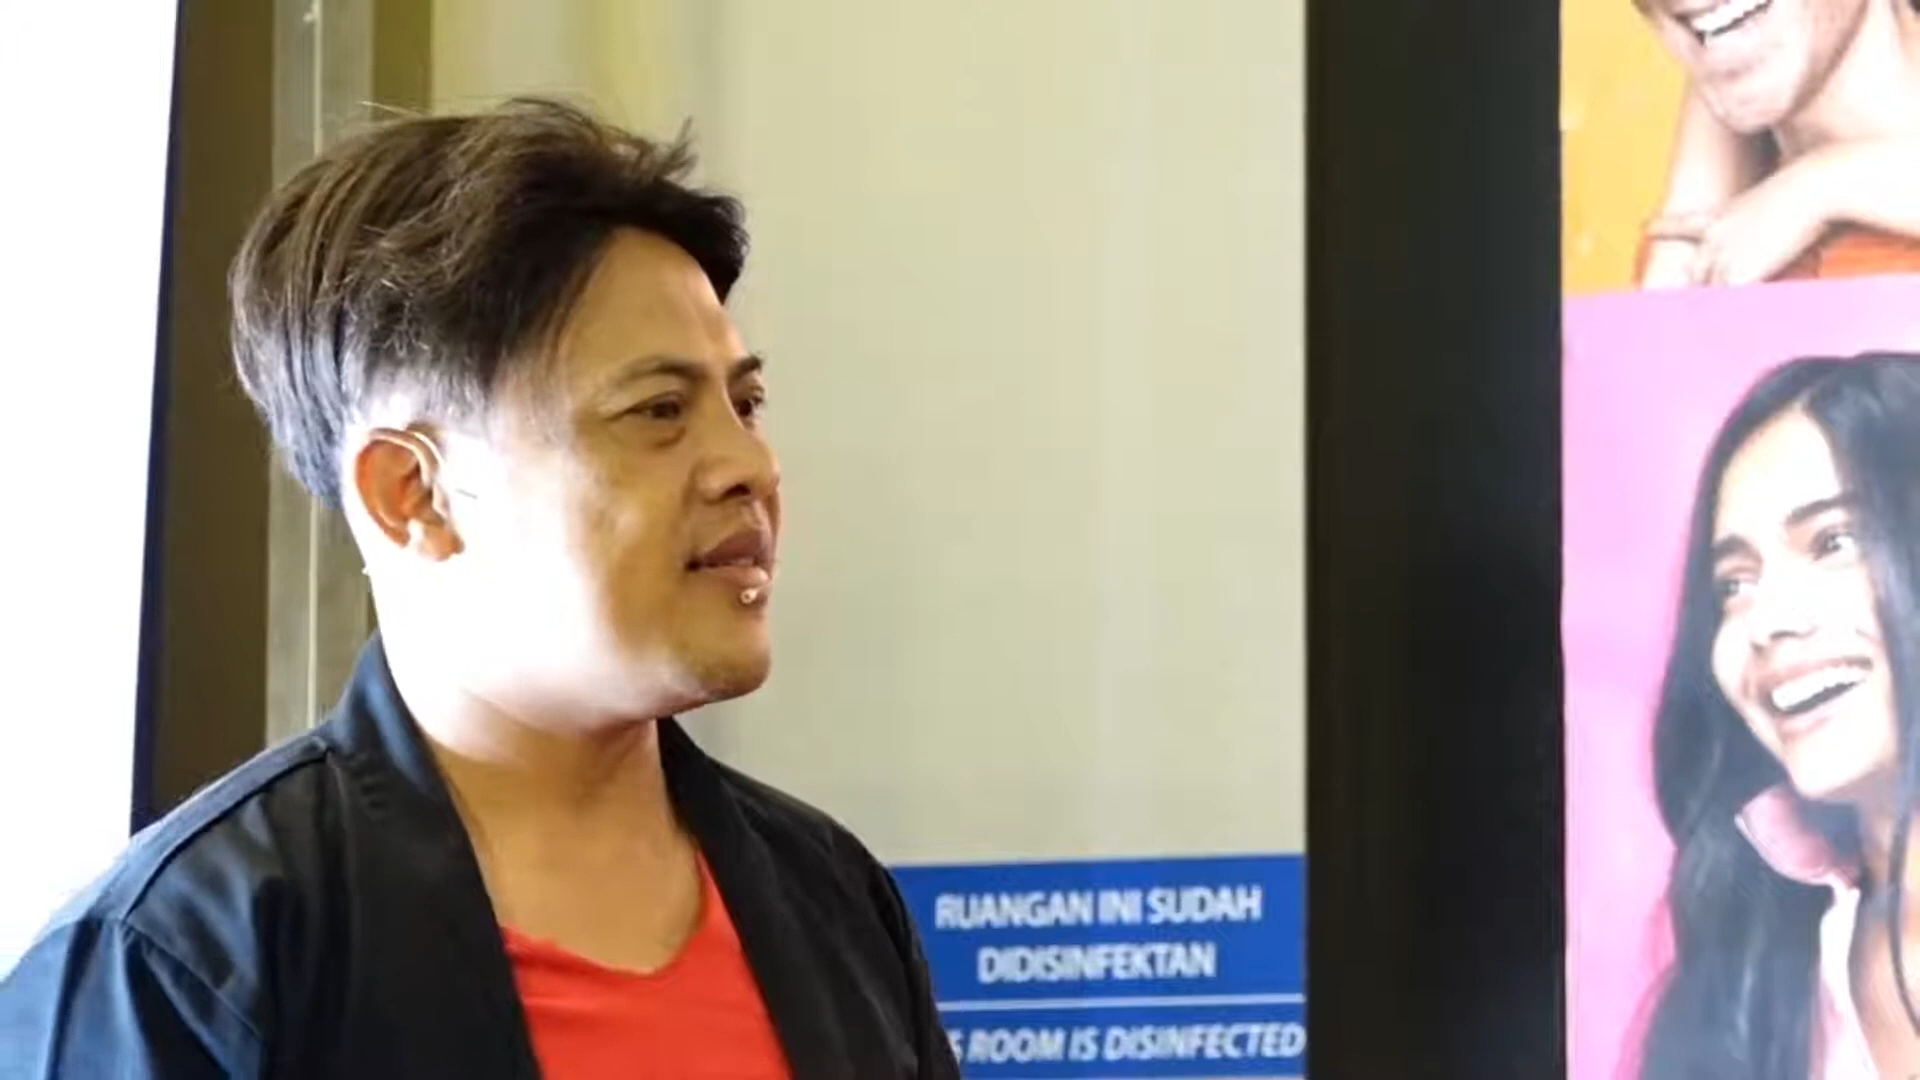 RUANGAN INI SUDAH
DIDISINFEKTAN
ROOM IS DISINFECTED